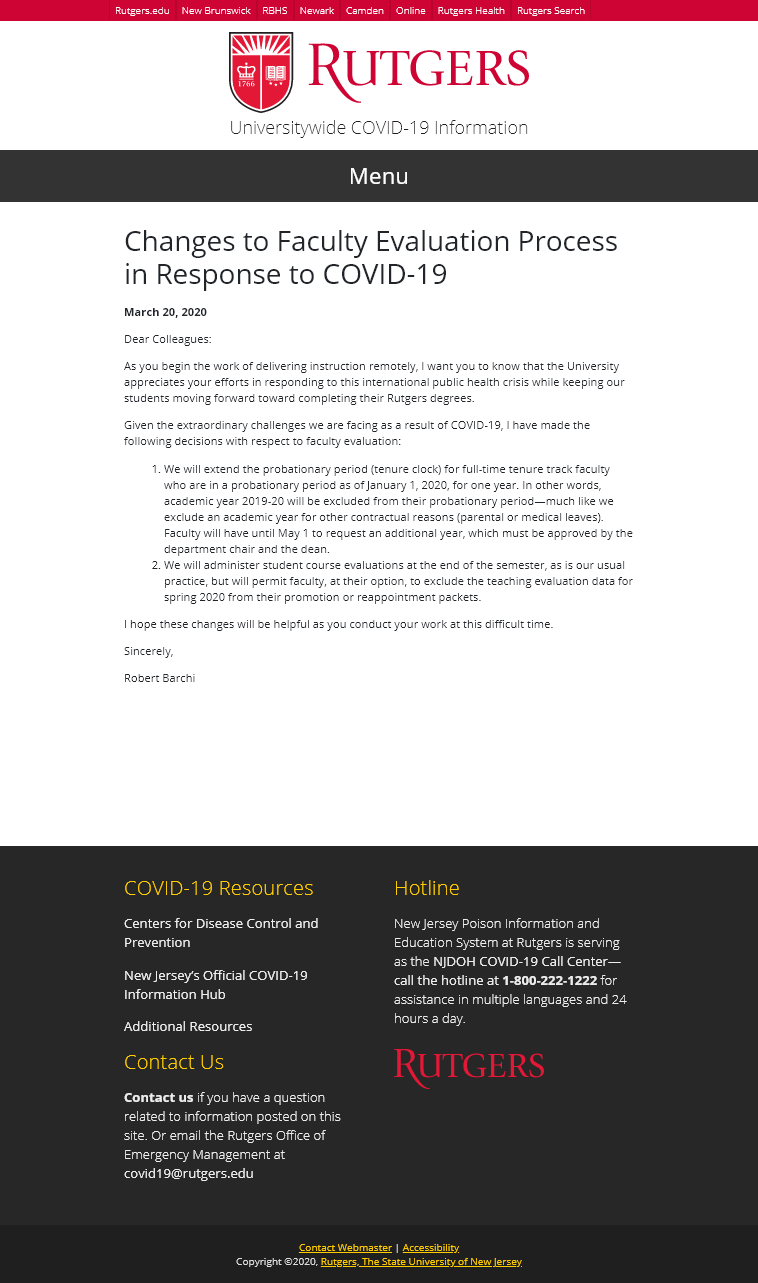 Rutgers.edu New Brunswick RBHS Newark Camden Online Rutgers Health Rutgers Search
1766
RUTGERS
Universitywide COVID-19 Information
Menu
Changes to Faculty Evaluation Process
in Response to COVID-19
March 20, 2020
Dear Colleagues:
As you begin the work of delivering instruction remotely, I want you to know that the University
appreciates your efforts in responding to this international public health crisis while keeping our
students moving forward toward completing their Rutgers degrees.
Given the extraordinary challenges we are facing as a result of COVID-19, I have made the
following decisions with respect to faculty evaluation:
1. We will extend the probationary period (tenure clock) for full-time tenure track faculty
who are in a probationary period as of January 1, 2020, for one year. In other words,
academic year 2019-20 will be excluded from their probationary period—much like we
exclude an academic year for other contractual reasons (parental or medical leaves).
Faculty will have until May 1 to request an additional year, which must be approved by the
department chair and the dean.
2. We will administer student course evaluations at the end of the semester, as is our usual
practice, but will permit faculty, at their option, to exclude the teaching evaluation data for
spring 2020 from their promotion or reappointment packets.
I hope these changes will be helpful as you conduct your work at this difficult time.
Sincerely,
Robert Barchi
COVID-19 Resources
Centers for Disease Control and
Prevention
New Jersey’s Official COVID-19
Information Hub
Additional Resources
Contact Us
Contact us if you have a question
related to information posted on this
site. Or email the Rutgers Office of
Emergency Management at
covid19@rutgers.edu
Hotline
New Jersey Poison Information and
Education System at Rutgers is serving
as the NJDOH COVID-19 Call Center—
call the hotline at 1-800-222-1222 for
assistance in multiple languages and 24
hours a day.
RUTGERS
Contact Webmaster | Accessibility
Copyright ©2020, Rutgers, The State University of New Jersey